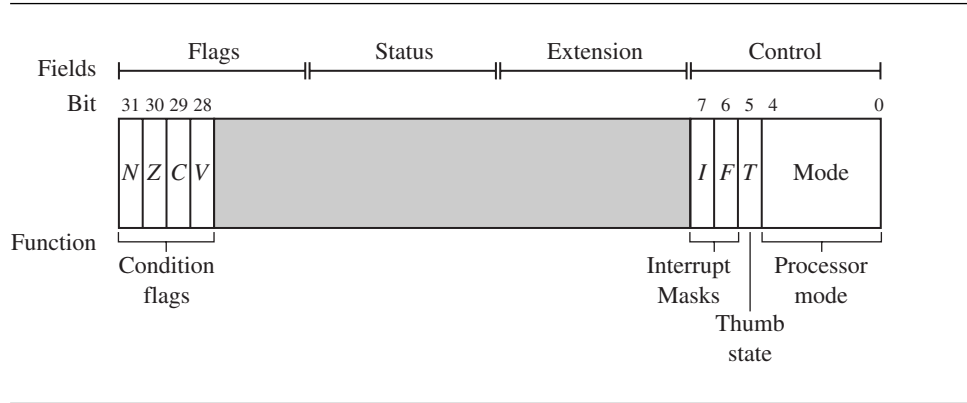 Fields Flags Status Extension Control
Bit 31 30 29 28 7 6 5 4 0
N Z C V I F T Mode
Function
Condition Interrupt Processor
flags Masks mode
Thumb
state